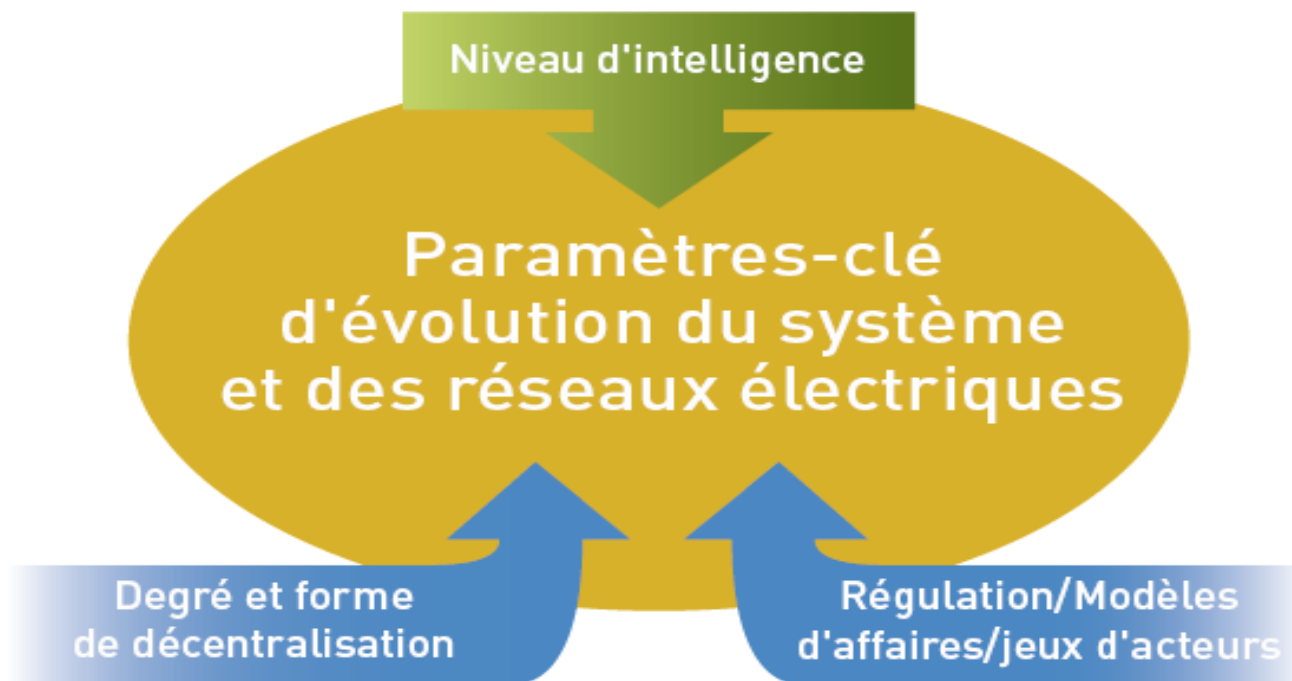 Niveau d'intelligence
Paramètres-clé
d'évolution du système
et des réseaux électriques
Degré et forme
de décentralisation
Régulation/Modèles
d'affaires/jeux d'acteurs